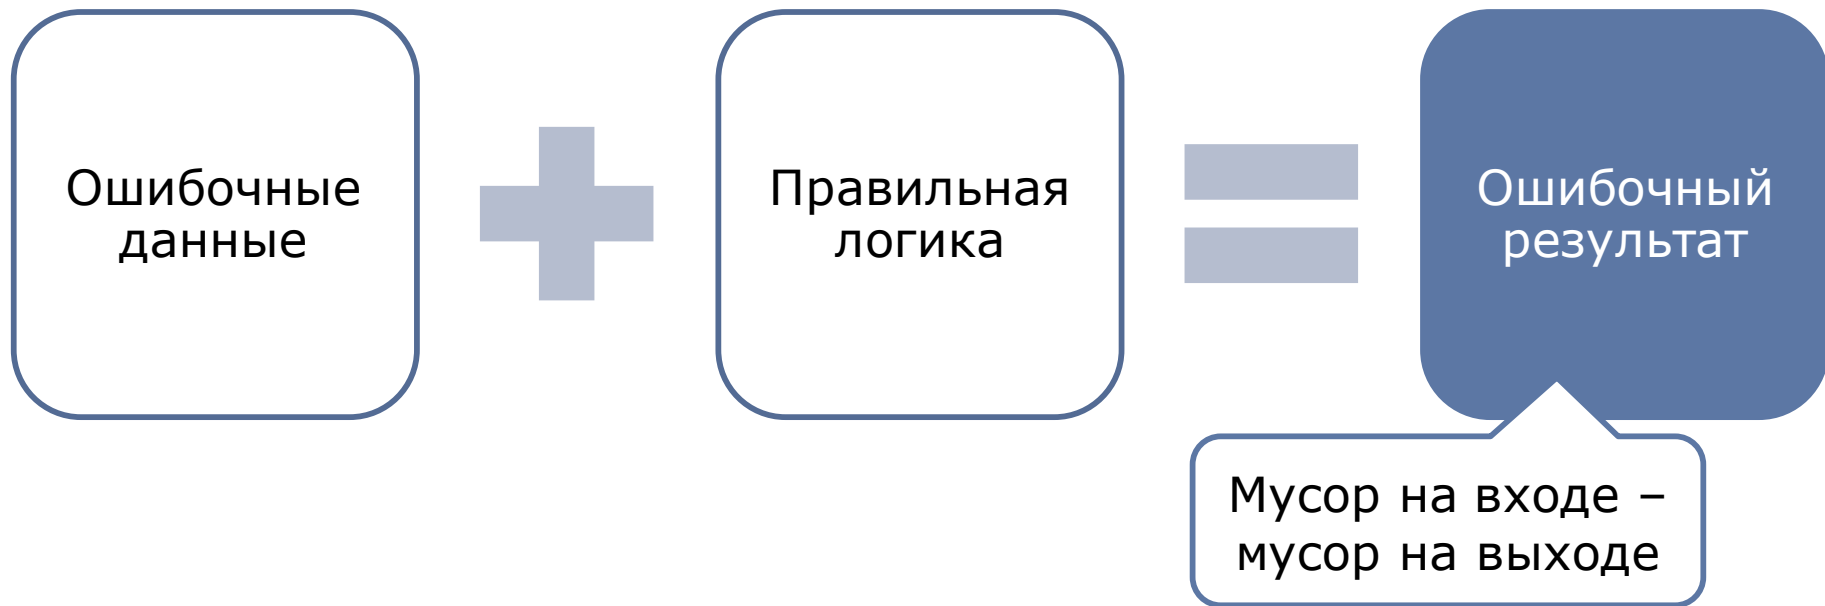 Ошибочные
данные
Правильная
логика
Ошибочный
результат
Мусор на входе –
мусор на выходе